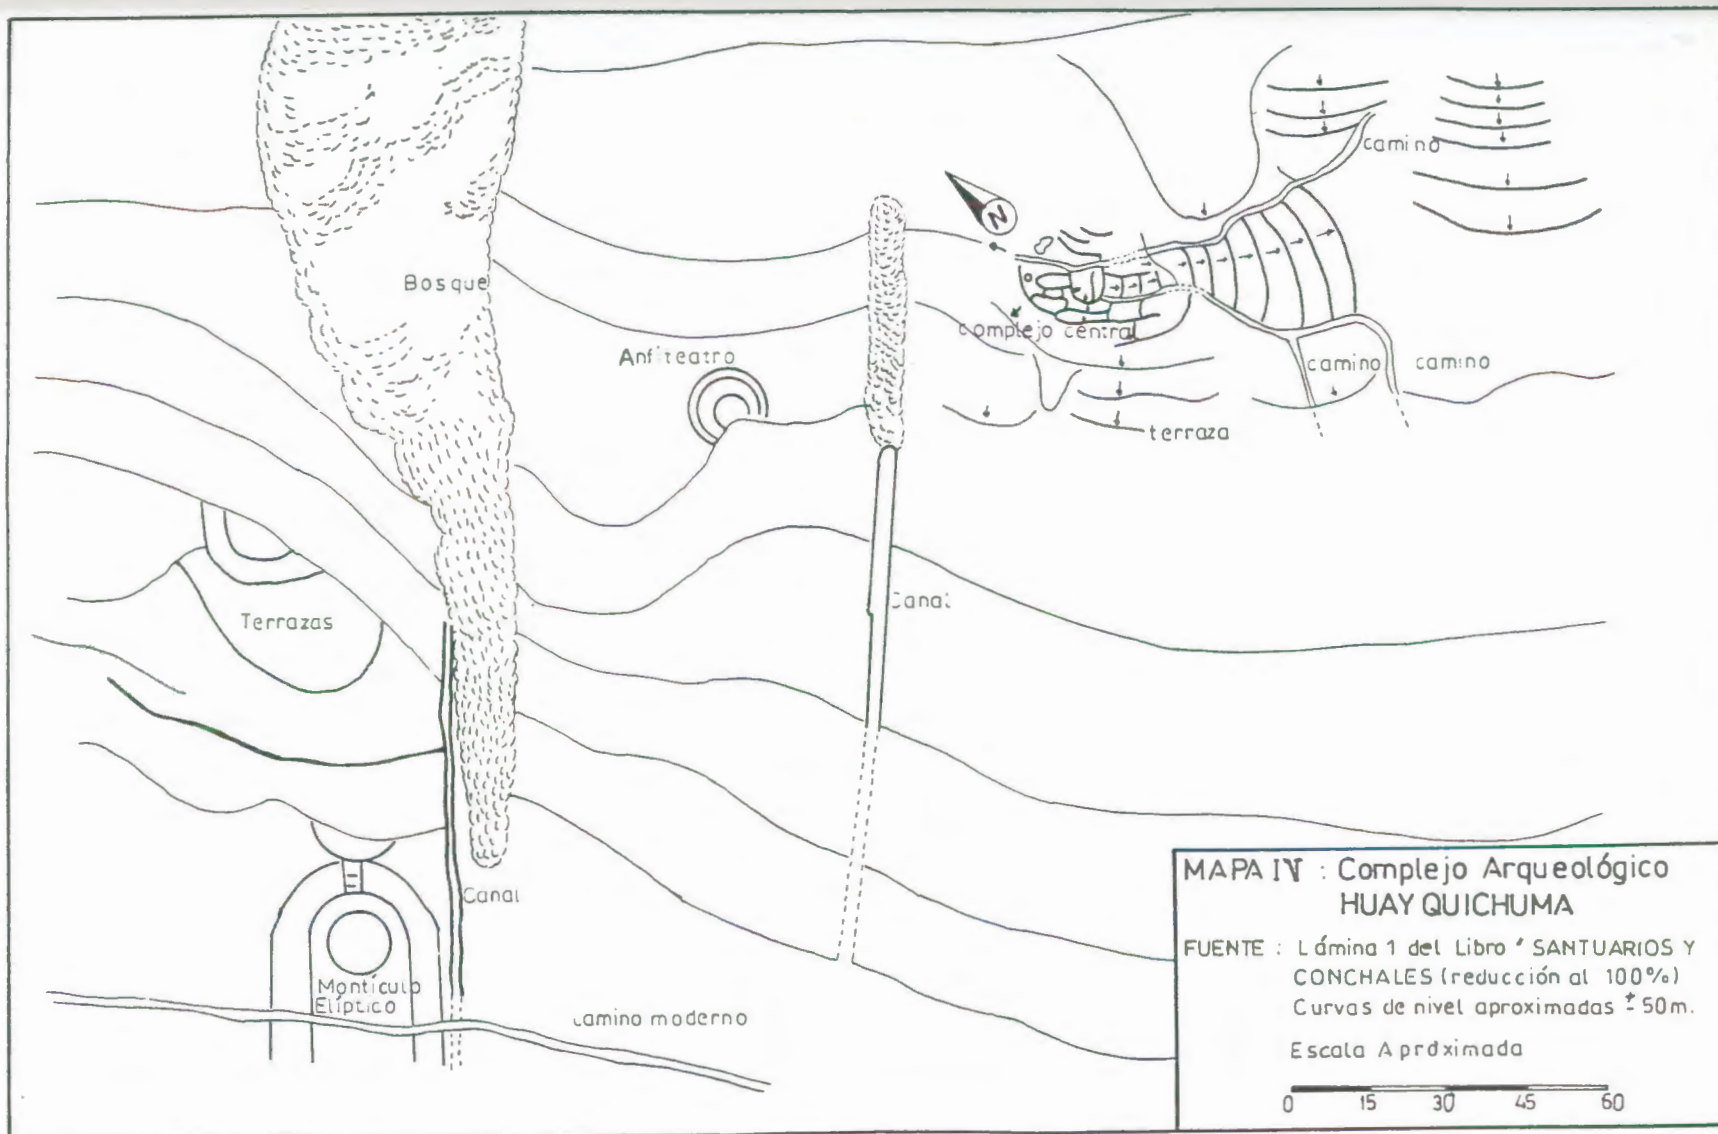 camino
N
Bosque
complejo central
Anfiteatro
camino
camino
terraza
Canal
Terrazas
Canal
Montículo
Elíptico
camino moderno
MAPA IV : Complejo Arqueológico
HUAY QUICHUMA
FUENTE : Lámina 1 del Libro " SANTUARIOS Y
CONCHALES (reducción al 100%)
Curvas de nivel aproximadas ± 50m.
Escala Apróximada
0 15 30 45 60